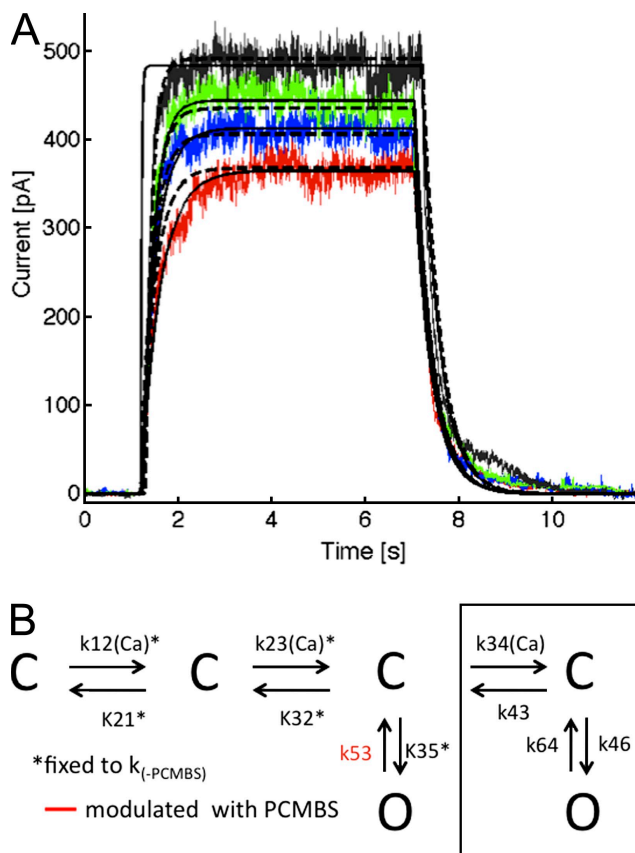 A
Current [pA]
500
400
300
200
100
0
0 2 4 6 8 10
Time [s]
B
k12(Ca)* k23(Ca)* k34(Ca)
C C C C
K21* K32* k43
k53 K35* k64 k46
*fixed to k(-PCMBS)
modulated with PCMBS
O O